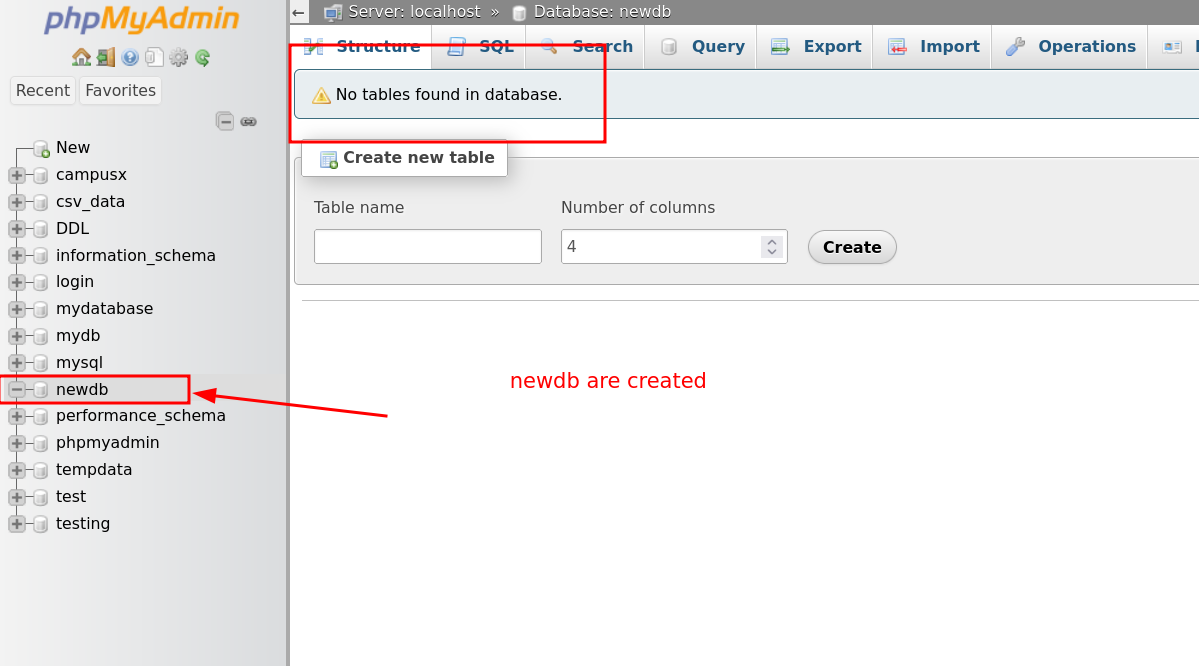 phpMyAdmin
Recent Favorites
New
campusx
csv_data
DDL
information_schema
login
mydatabase
mydb
mysql
newdb
performance_schema
phpmyadmin
tempdata
test
testing
← Server: localhost » Database: newdb
Structure SQL Search Query Export Import Operations
No tables found in database.
Create new table
Table name Number of columns
4 Create
newdb are created